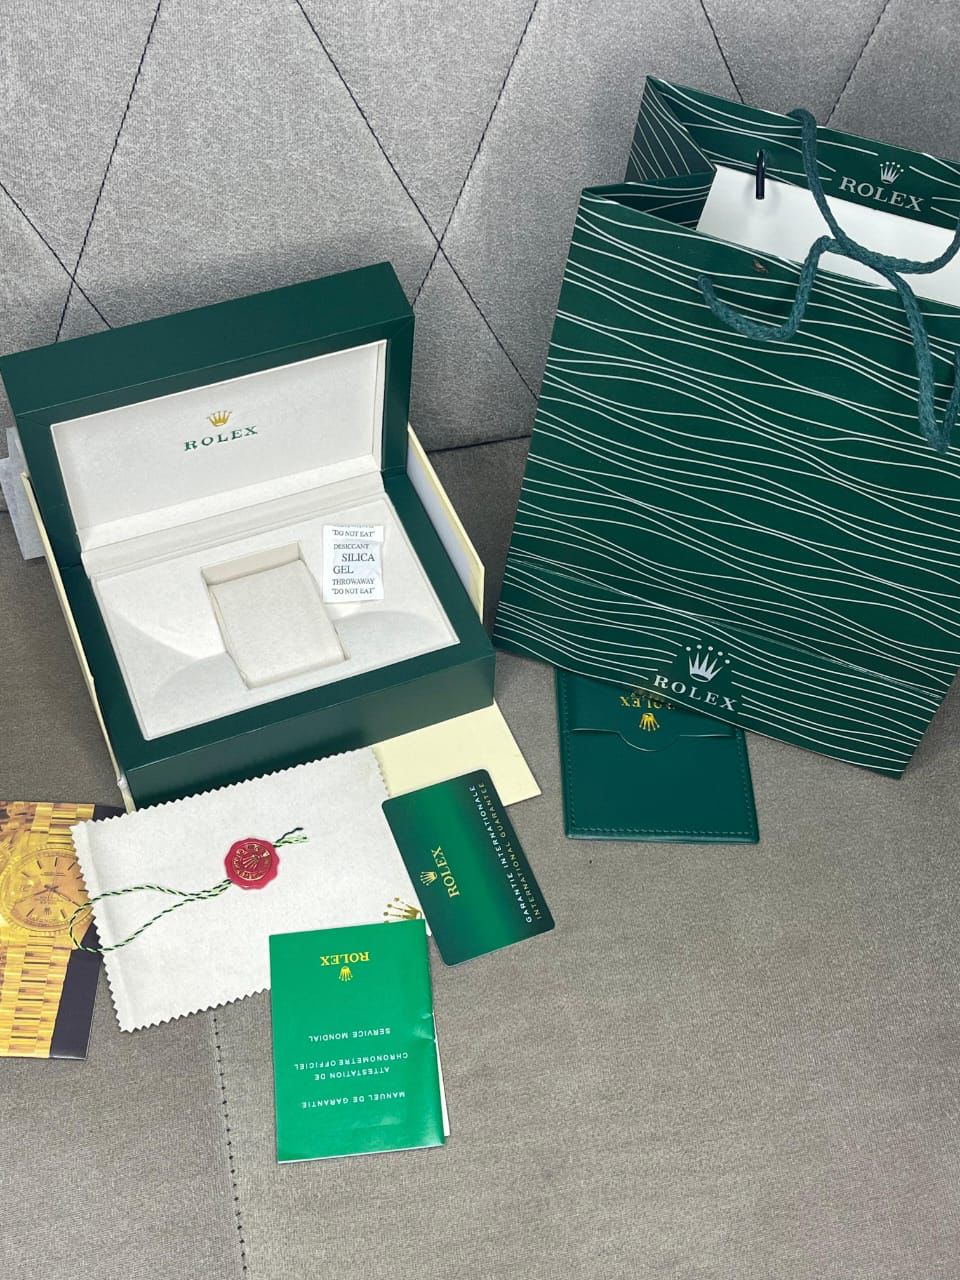 ROLEX
ROLEX
"DO NOT EAT"
DESICCANT
SILICA
GEL
THROWAWAY
"DO NOT EAT"
ROLEX
ROLEX
ROLEX
GARANTIE INTERNATIONALE
INTERNATIONAL GUARANTEE
MANUEL DE GARANTIE
ATTESTATION DE
CHRONOMETRE OFFICIEL
SERVICE MONDIAL
ROLEX